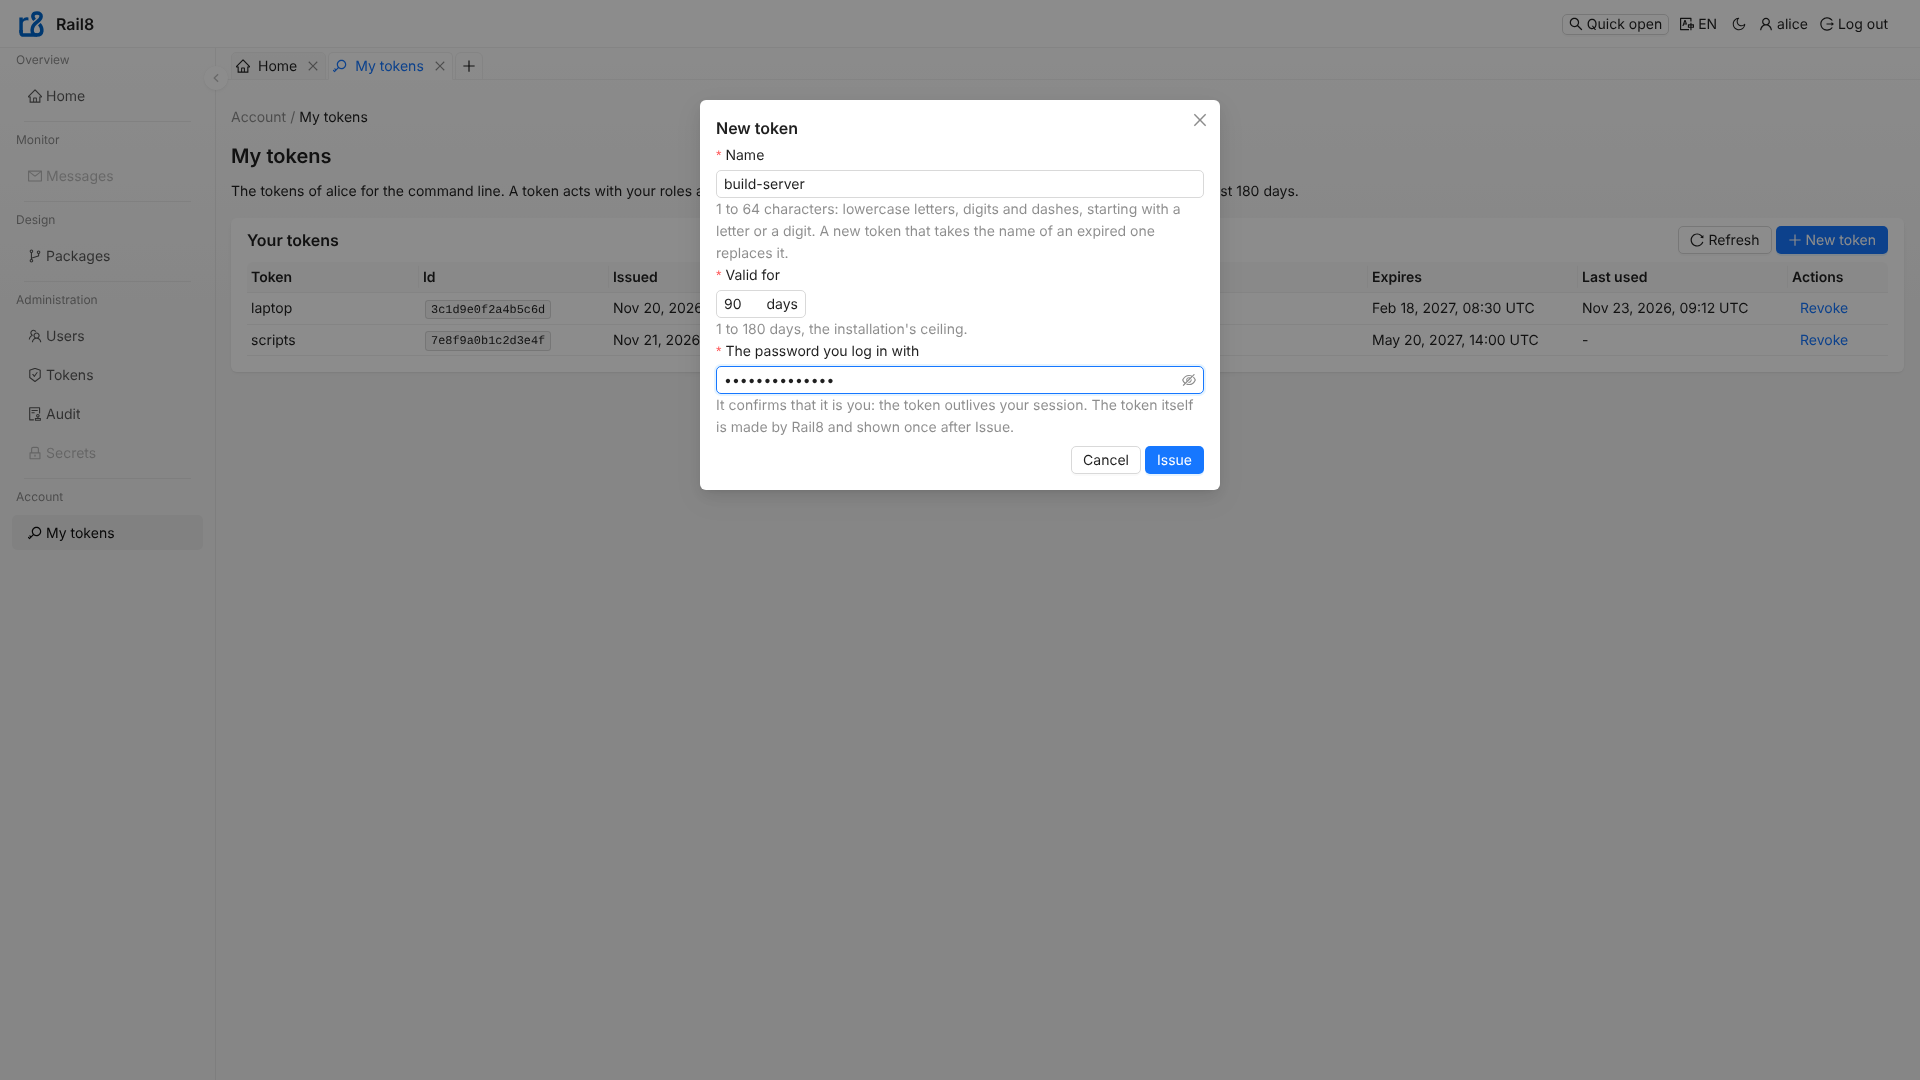 Rail8
Quick open
EN
alice
Log out
Overview
Home
Monitor
Messages
Design
Packages
Administration
Users
Tokens
Audit
Secrets
Account
My tokens
Home
My tokens
Account / My tokens
My tokens
The tokens of alice for the command line. A token acts with your roles
st 180 days.
Your tokens
Refresh
New token
Token Id Issued Expires Last used Actions
laptop 3c1d9e0f2a4b5c6d Nov 20, 2026 Feb 18, 2027, 08:30 UTC Nov 23, 2026, 09:12 UTC Revoke
scripts 7e8f9a0b1c2d3e4f Nov 21, 2026 May 20, 2027, 14:00 UTC - Revoke
New token
* Name
build-server
1 to 64 characters: lowercase letters, digits and dashes, starting with a
letter or a digit. A new token that takes the name of an expired one
replaces it.
* Valid for
90 days
1 to 180 days, the installation's ceiling.
* The password you log in with
••••••••••••••
It confirms that it is you: the token outlives your session. The token itself
is made by Rail8 and shown once after Issue.
Cancel
Issue